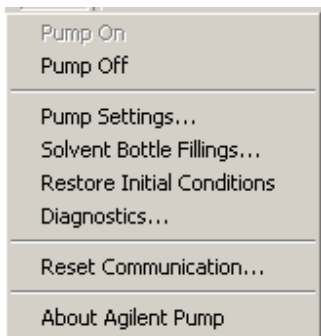 Pump On
Pump Off
Pump Settings...
Solvent Bottle Fillings...
Restore Initial Conditions
Diagnostics...
Reset Communication...
About Agilent Pump